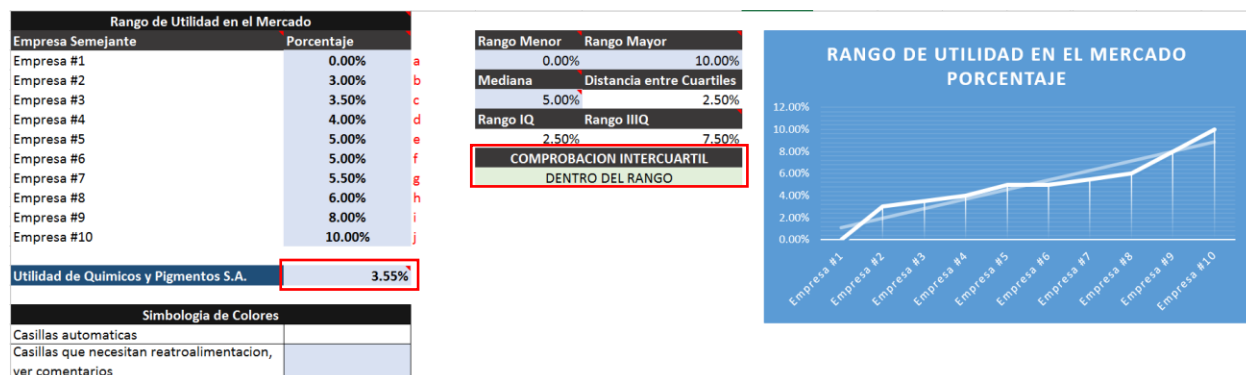 Rango de Utilidad en el Mercado
Empresa Semejante Porcentaje
Empresa #1 0.00% a
Empresa #2 3.00% b
Empresa #3 3.50% c
Empresa #4 4.00% d
Empresa #5 5.00% e
Empresa #6 5.00% f
Empresa #7 5.50% g
Empresa #8 6.00% h
Empresa #9 8.00% i
Empresa #10 10.00% j
Utilidad de Quimicos y Pigmentos S.A. 3.55%
Simbologia de Colores
Casillas automaticas
Casillas que necesitan reatroalimentacion,
ver comentarios
Rango Menor Rango Mayor
0.00% 10.00%
Mediana Distancia entre Cuartiles
5.00% 2.50%
Rango IQ Rango IIIQ
2.50% 7.50%
COMPROBACION INTERCUARTIL
DENTRO DEL RANGO
RANGO DE UTILIDAD EN EL MERCADO
PORCENTAJE
12.00%
10.00%
8.00%
6.00%
4.00%
2.00%
0.00%
Empresa #1
Empresa #2
Empresa #3
Empresa #4
Empresa #5
Empresa #6
Empresa #7
Empresa #8
Empresa #9
Empresa #10